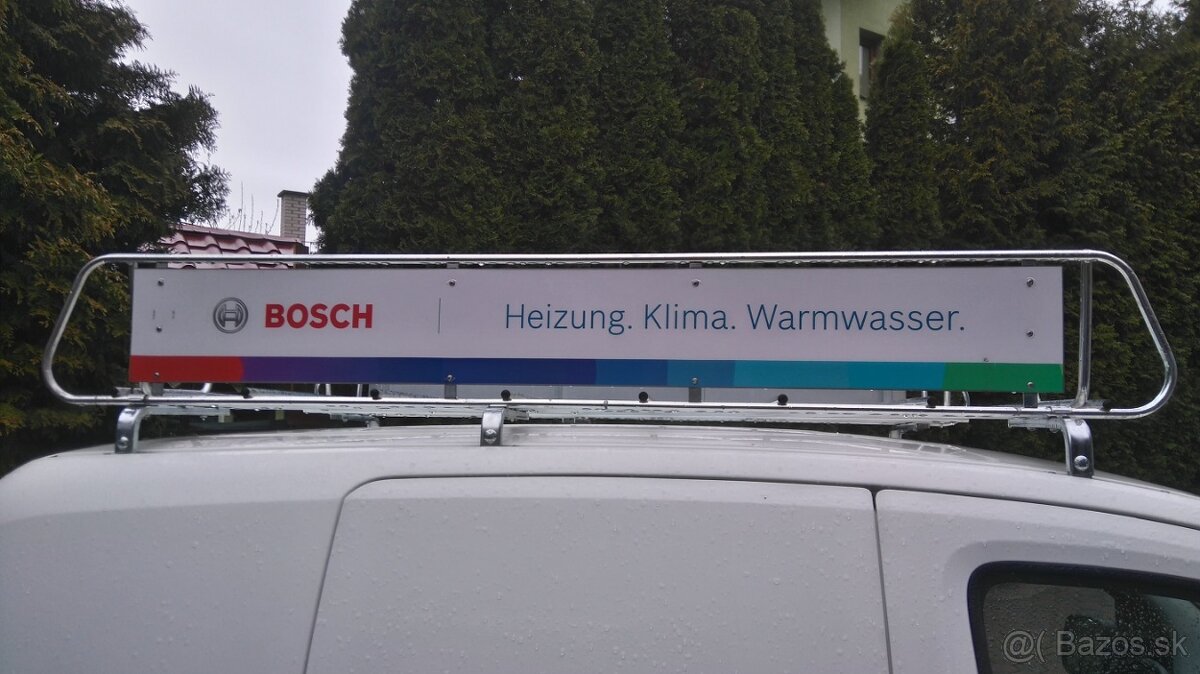 BOSCH | Heizung. Klima. Warmwasser.
@( Bazos.sk